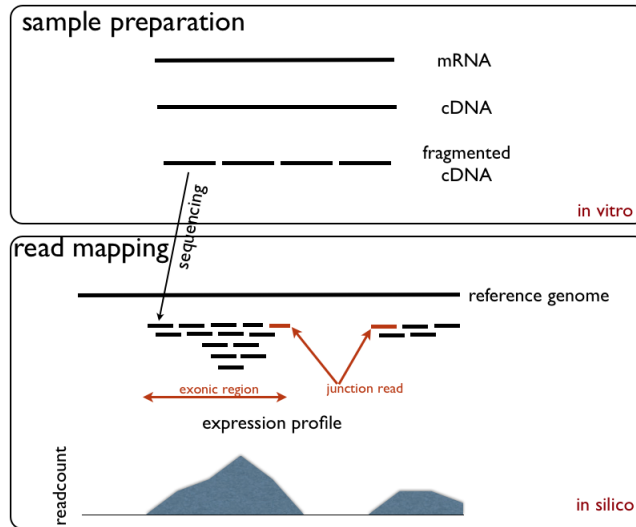 sample preparation
mRNA
cDNA
fragmented
cDNA
in vitro
read mapping
sequencing
reference genome
exonic region
junction read
expression profile
readcount
in silico